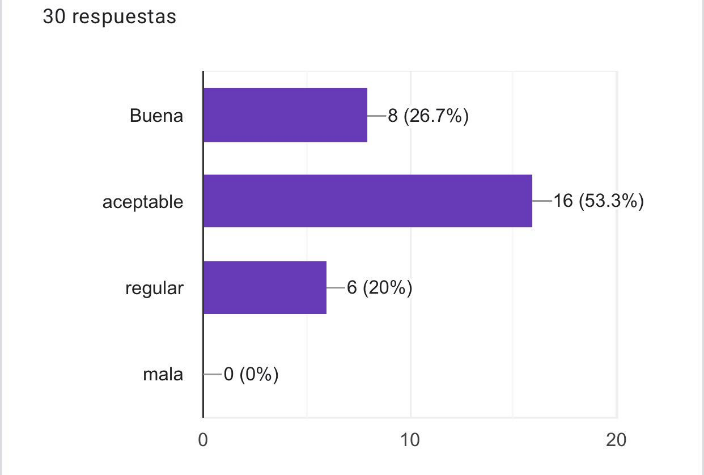 30 respuestas
Buena
8 (26.7%)
aceptable
16 (53.3%)
regular
6 (20%)
mala
0 (0%)
0 10 20